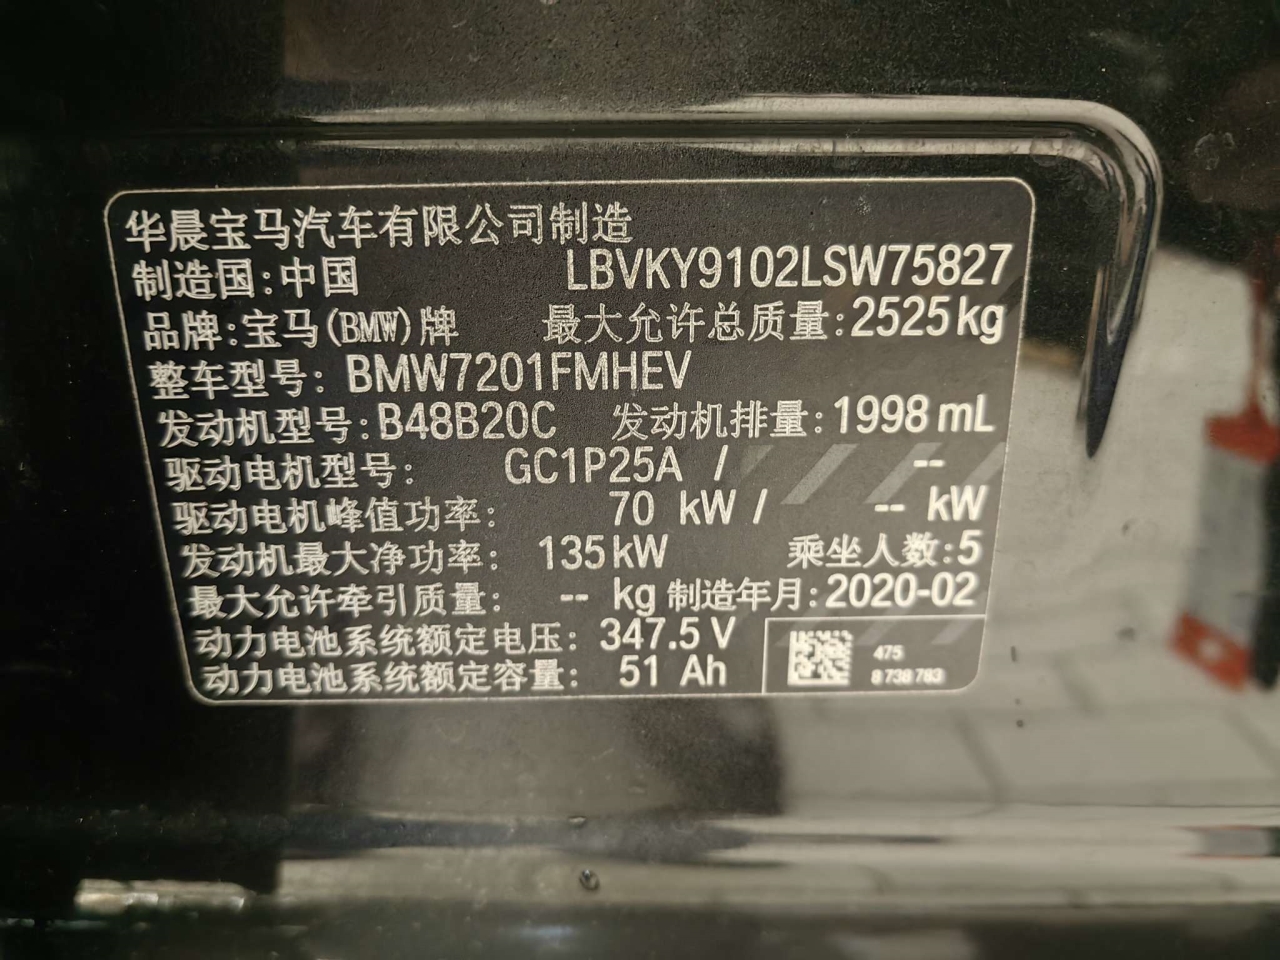 华晨宝马汽车有限公司制造
制造国:中国 LBVKY9102LSW75827
品牌:宝马(BMW)牌 最大允许总质量:2525kg
整车型号: BMW7201FMHEV
发动机型号:B48B20C 发动机排量:1998 mL
驱动电机型号: GC1P25A / --
驱动电机峰值功率: 70 kW / -- kW
发动机最大净功率: 135kW 乘坐人数:5
最大允许牵引质量: -- kg 制造年月:2020-02
动力电池系统额定电压: 347.5 V
动力电池系统额定容量: 51 Ah
475
8 738 783